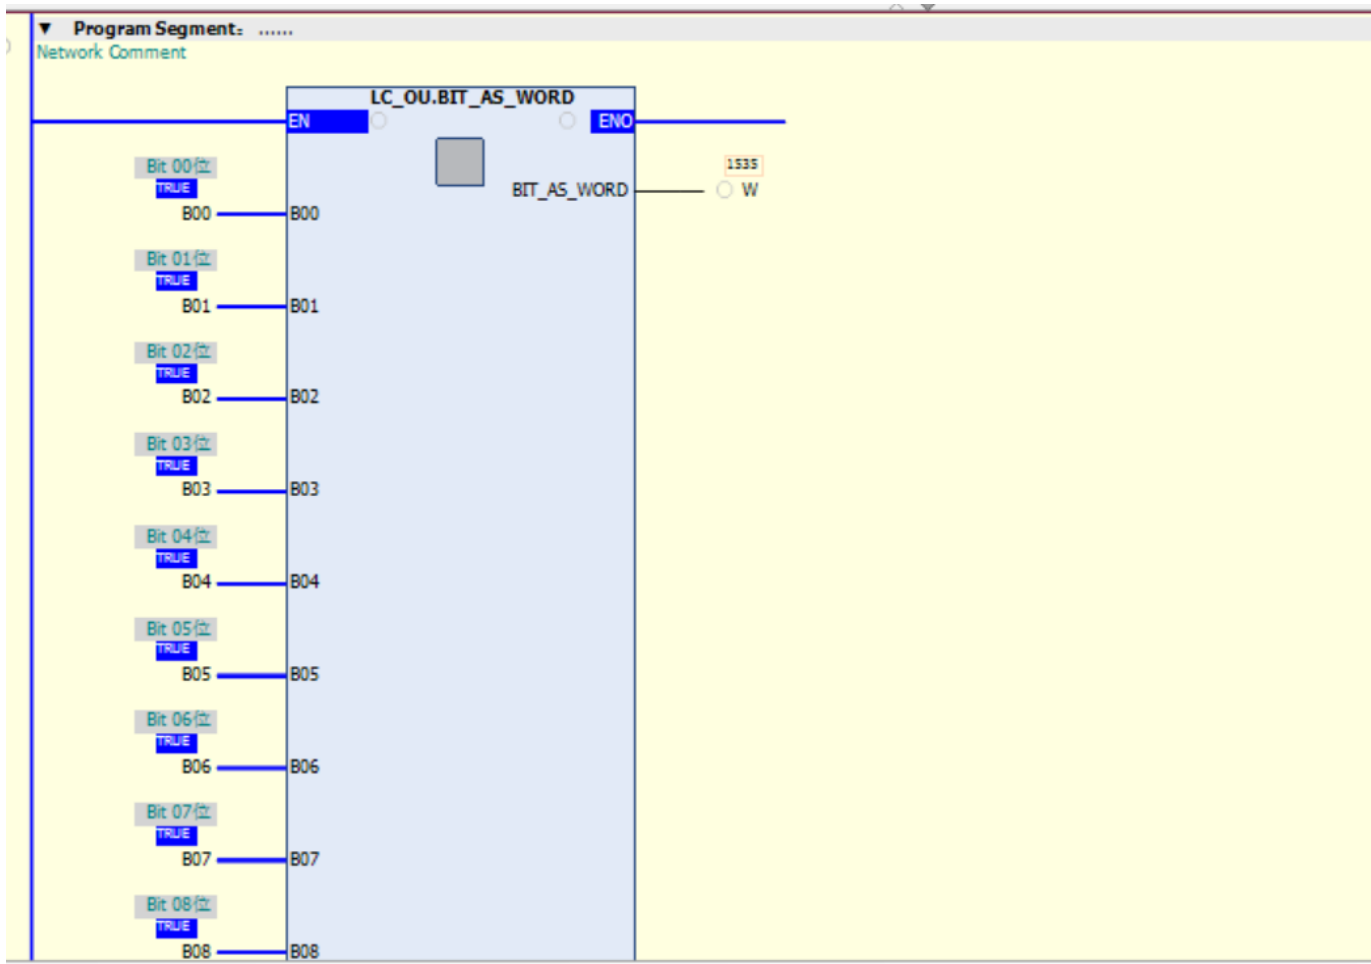 ▼ Program Segment: ......
Network Comment
LC_OU.BIT_AS_WORD
EN ENO
Bit 00位
TRUE
1535
BIT_AS_WORD W
B00 B00
Bit 01位
TRUE
B01 B01
Bit 02位
TRUE
B02 B02
Bit 03位
TRUE
B03 B03
Bit 04位
TRUE
B04 B04
Bit 05位
TRUE
B05 B05
Bit 06位
TRUE
B06 B06
Bit 07位
TRUE
B07 B07
Bit 08位
TRUE
B08 B08